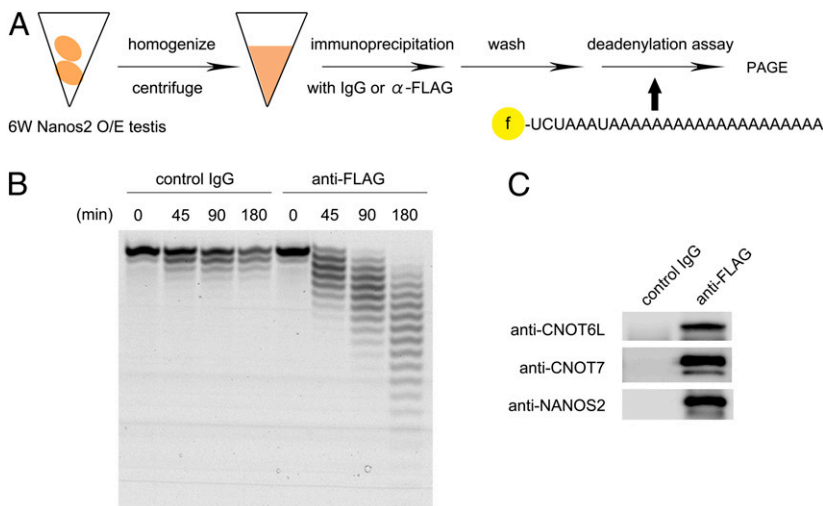 A
homogenize
centrifuge
immunoprecipitation
with IgG or α-FLAG
wash
deadenylation assay
PAGE
6W Nanos2 O/E testis
f -UCUAAAUAAAAAAAAAAAAAAAAAAAA
B
control IgG anti-FLAG
(min) 0 45 90 180 0 45 90 180
C
control IgG
anti-FLAG
anti-CNOT6L
anti-CNOT7
anti-NANOS2